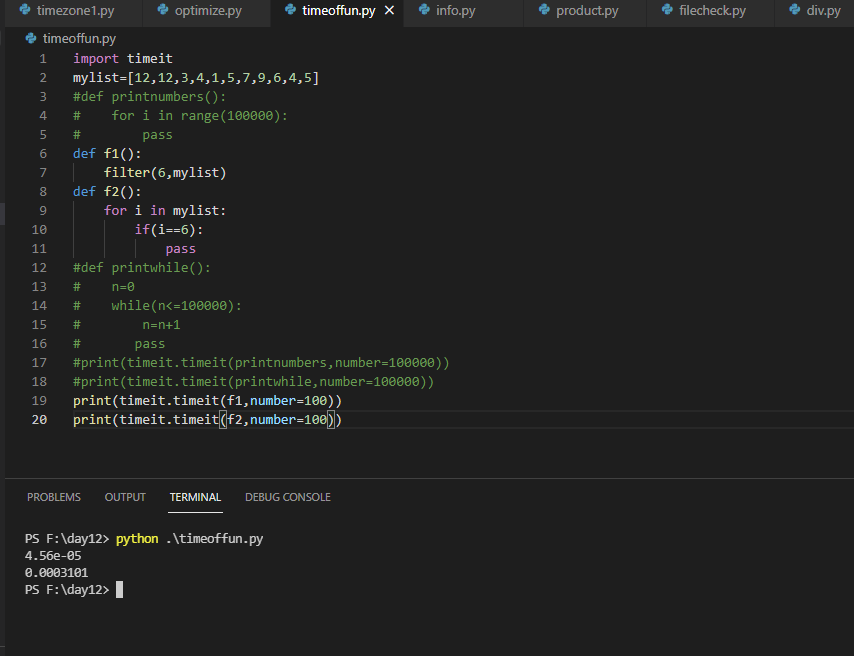 timezone1.py optimize.py timeoffun.py info.py product.py filecheck.py div.py
timeoffun.py
1 import timeit
2 mylist=[12,12,3,4,1,5,7,9,6,4,5]
3 #def printnumbers():
4 #    for i in range(100000):
5 #        pass
6 def f1():
7     filter(6,mylist)
8 def f2():
9     for i in mylist:
10         if(i==6):
11             pass
12 #def printwhile():
13 #    n=0
14 #    while(n<=100000):
15 #        n=n+1
16 #       pass
17 #print(timeit.timeit(printnumbers,number=100000))
18 #print(timeit.timeit(printwhile,number=100000))
19 print(timeit.timeit(f1,number=100))
20 print(timeit.timeit(f2,number=100))
PROBLEMS OUTPUT TERMINAL DEBUG CONSOLE
PS F:\day12> python .\timeoffun.py
4.56e-05
0.0003101
PS F:\day12>